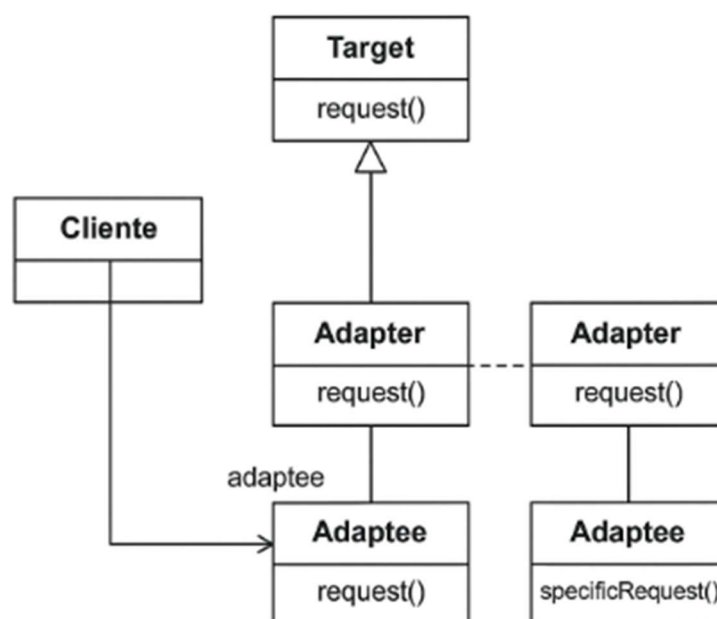 Target
request()
Cliente
Adapter
request()
Adapter
request()
adaptee
Adaptee
request()
Adaptee
specificRequest()